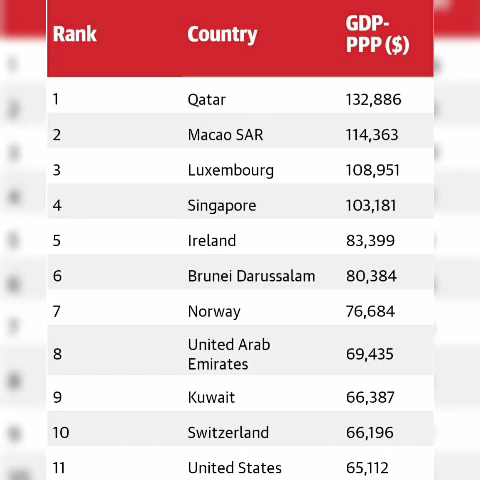 Rank Country GDP-
PPP ($)
1 Qatar 132,886
2 Macao SAR 114,363
3 Luxembourg 108,951
4 Singapore 103,181
5 Ireland 83,399
6 Brunei Darussalam 80,384
7 Norway 76,684
8 United Arab
Emirates 69,435
9 Kuwait 66,387
10 Switzerland 66,196
11 United States 65,112